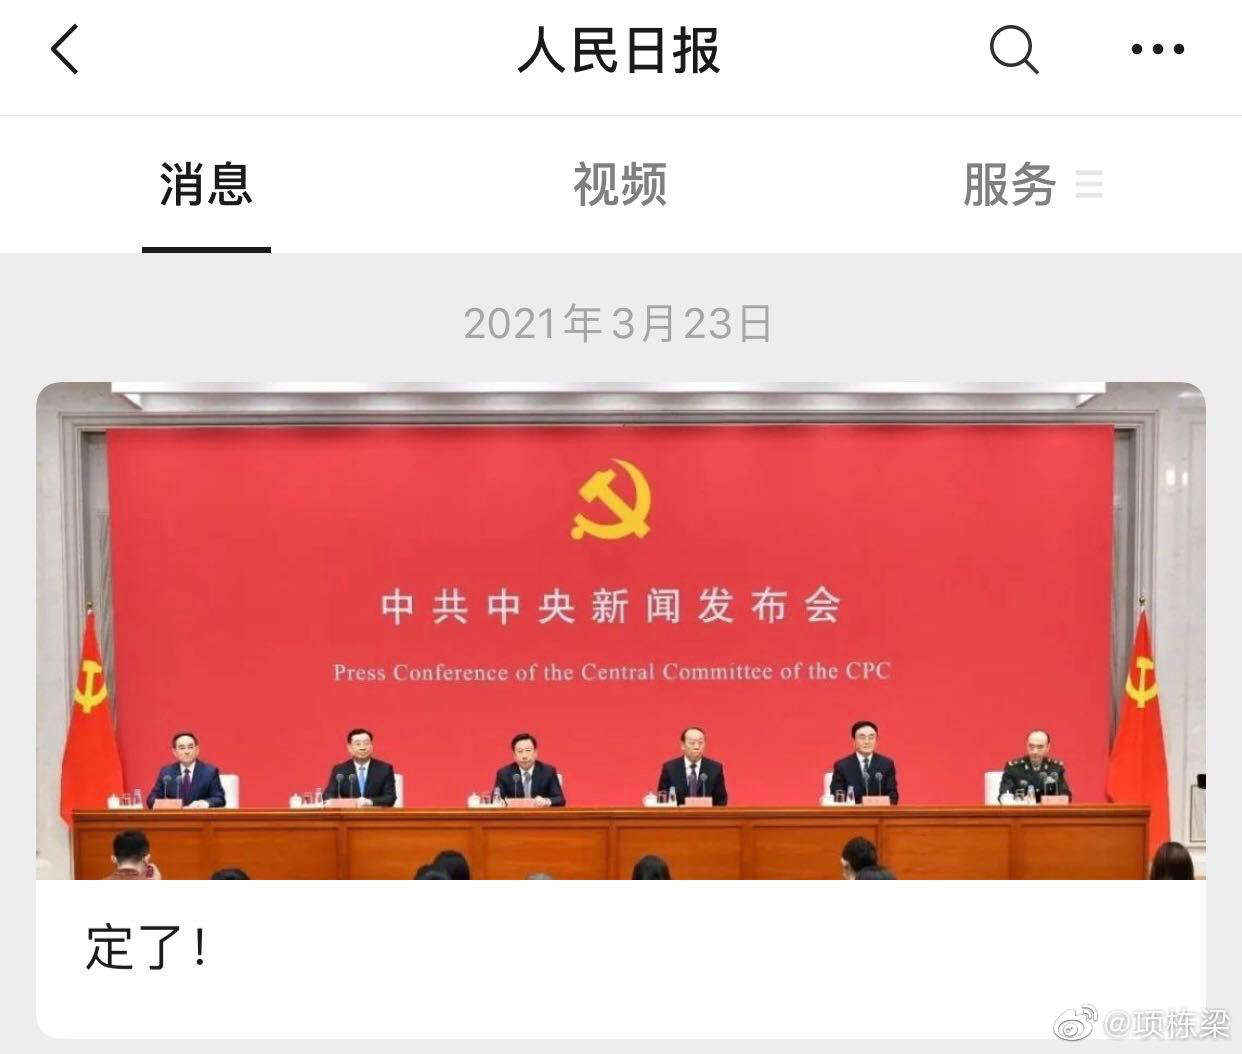 人民日报
消息 视频 服务
2021年3月23日
中共中央新闻发布会
Press Conference of the Central Committee of the CPC
定了!
@项栋梁